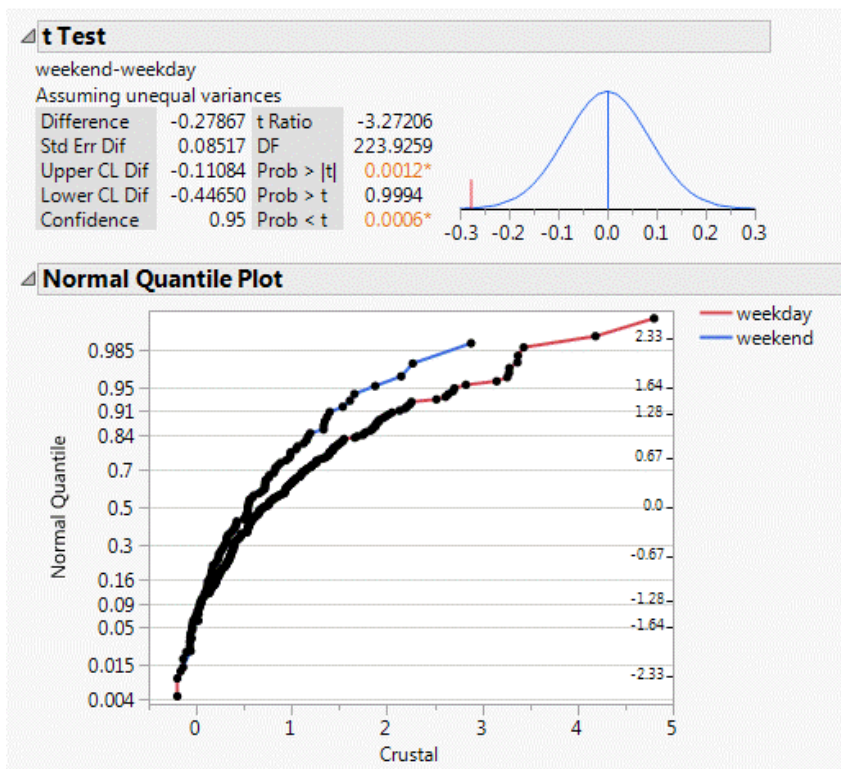 t Test
weekend-weekday
Assuming unequal variances
Difference -0.27867 t Ratio -3.27206
Std Err Dif 0.08517 DF 223.9259
Upper CL Dif -0.11084 Prob > |t| 0.0012*
Lower CL Dif -0.44650 Prob > t 0.9994
Confidence 0.95 Prob < t 0.0006*
-0.3 -0.2 -0.1 0.0 0.1 0.2 0.3
Normal Quantile Plot
weekday
weekend
Normal Quantile
0.985
0.95
0.91
0.84
0.7
0.5
0.3
0.16
0.09
0.05
0.015
0.004
2.33
1.64
1.28
0.67
0.0
-0.67
-1.28
-1.64
-2.33
0 1 2 3 4 5
Crustal